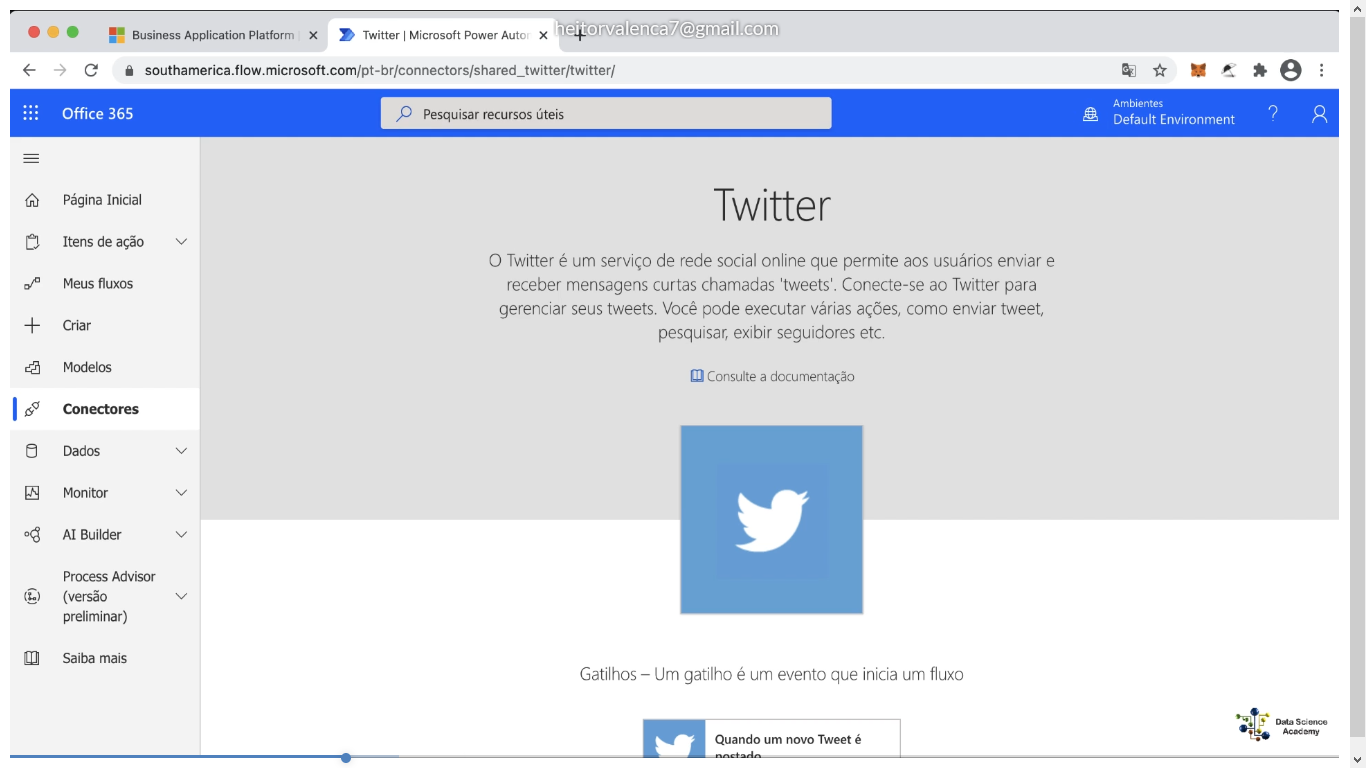 Business Application Platform
Twitter | Microsoft Power Auto
heitorvalenca7@gmail.com
southamerica.flow.microsoft.com/pt-br/connectors/shared_twitter/twitter/
Office 365
Pesquisar recursos úteis
Ambientes
Default Environment
Página Inicial
Itens de ação
Meus fluxos
Criar
Modelos
Conectores
Dados
Monitor
AI Builder
Process Advisor
(versão
preliminar)
Saiba mais
Twitter
O Twitter é um serviço de rede social online que permite aos usuários enviar e
receber mensagens curtas chamadas 'tweets'. Conecte-se ao Twitter para
gerenciar seus tweets. Você pode executar várias ações, como enviar tweet,
pesquisar, exibir seguidores etc.
Consulte a documentação
Gatilhos – Um gatilho é um evento que inicia um fluxo
Quando um novo Tweet é
postado
Data Science
Academy